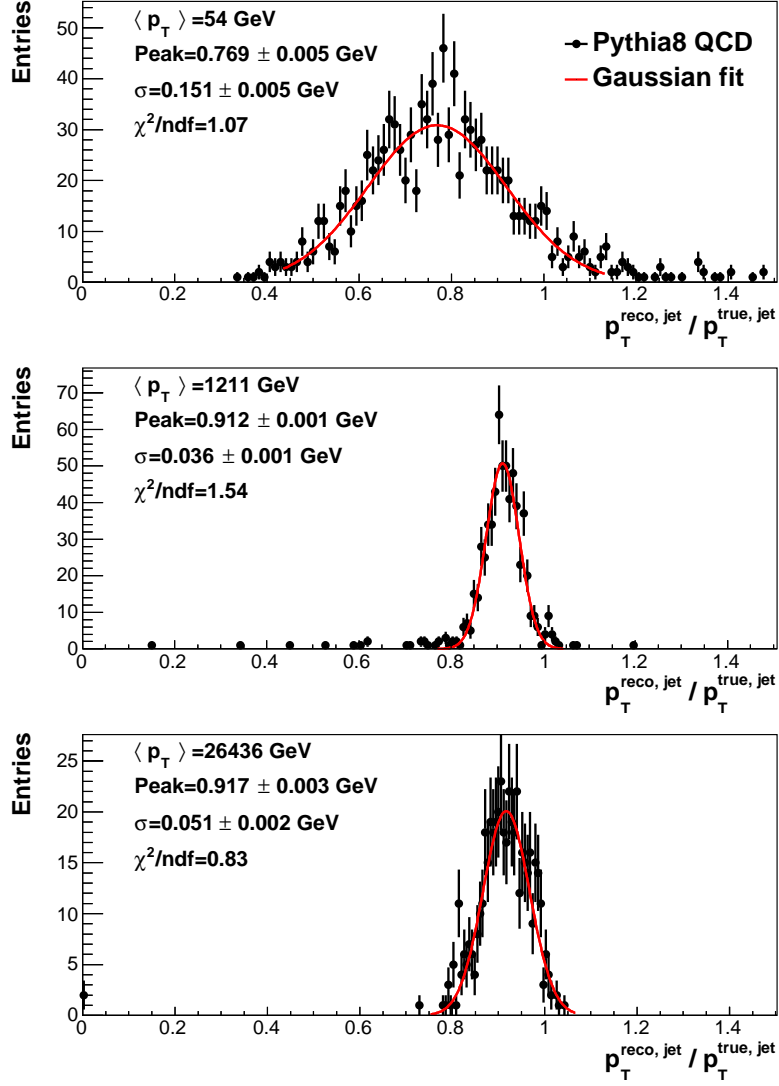 Entries
⟨ p_T ⟩=54 GeV
Peak=0.769 ± 0.005 GeV
σ=0.151 ± 0.005 GeV
χ²/ndf=1.07
Pythia8 QCD
Gaussian fit
50
40
30
20
10
0
0 0.2 0.4 0.6 0.8 1 1.2 1.4
p_T^reco, jet / p_T^true, jet
Entries
⟨ p_T ⟩=1211 GeV
Peak=0.912 ± 0.001 GeV
σ=0.036 ± 0.001 GeV
χ²/ndf=1.54
70
60
50
40
30
20
10
0
0 0.2 0.4 0.6 0.8 1 1.2 1.4
p_T^reco, jet / p_T^true, jet
Entries
⟨ p_T ⟩=26436 GeV
Peak=0.917 ± 0.003 GeV
σ=0.051 ± 0.002 GeV
χ²/ndf=0.83
25
20
15
10
5
0
0 0.2 0.4 0.6 0.8 1 1.2 1.4
p_T^reco, jet / p_T^true, jet